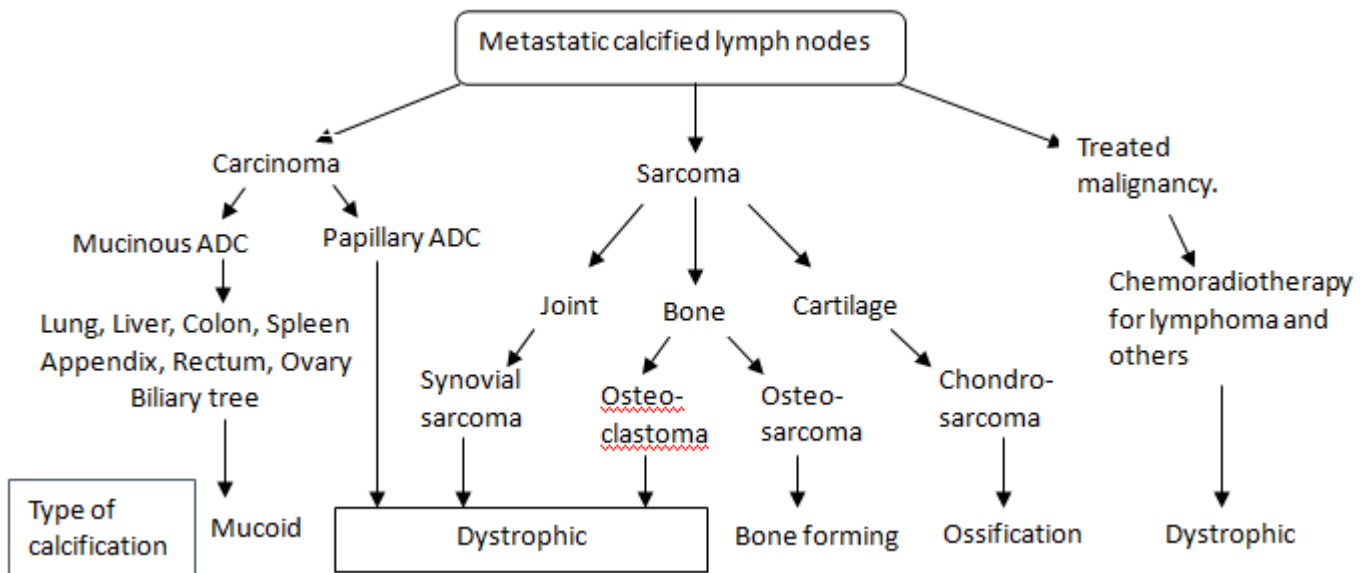 Metastatic calcified lymph nodes
Carcinoma
Sarcoma
Treated
malignancy.
Mucinous ADC
Papillary ADC
Joint
Bone
Cartilage
Chemoradiotherapy
for lymphoma and
others
Lung, Liver, Colon, Spleen
Appendix, Rectum, Ovary
Biliary tree
Synovial
sarcoma
Osteo-
clastoma
Osteo-
sarcoma
Chondro-
sarcoma
Type of
calcification
Mucoid
Dystrophic
Bone forming
Ossification
Dystrophic